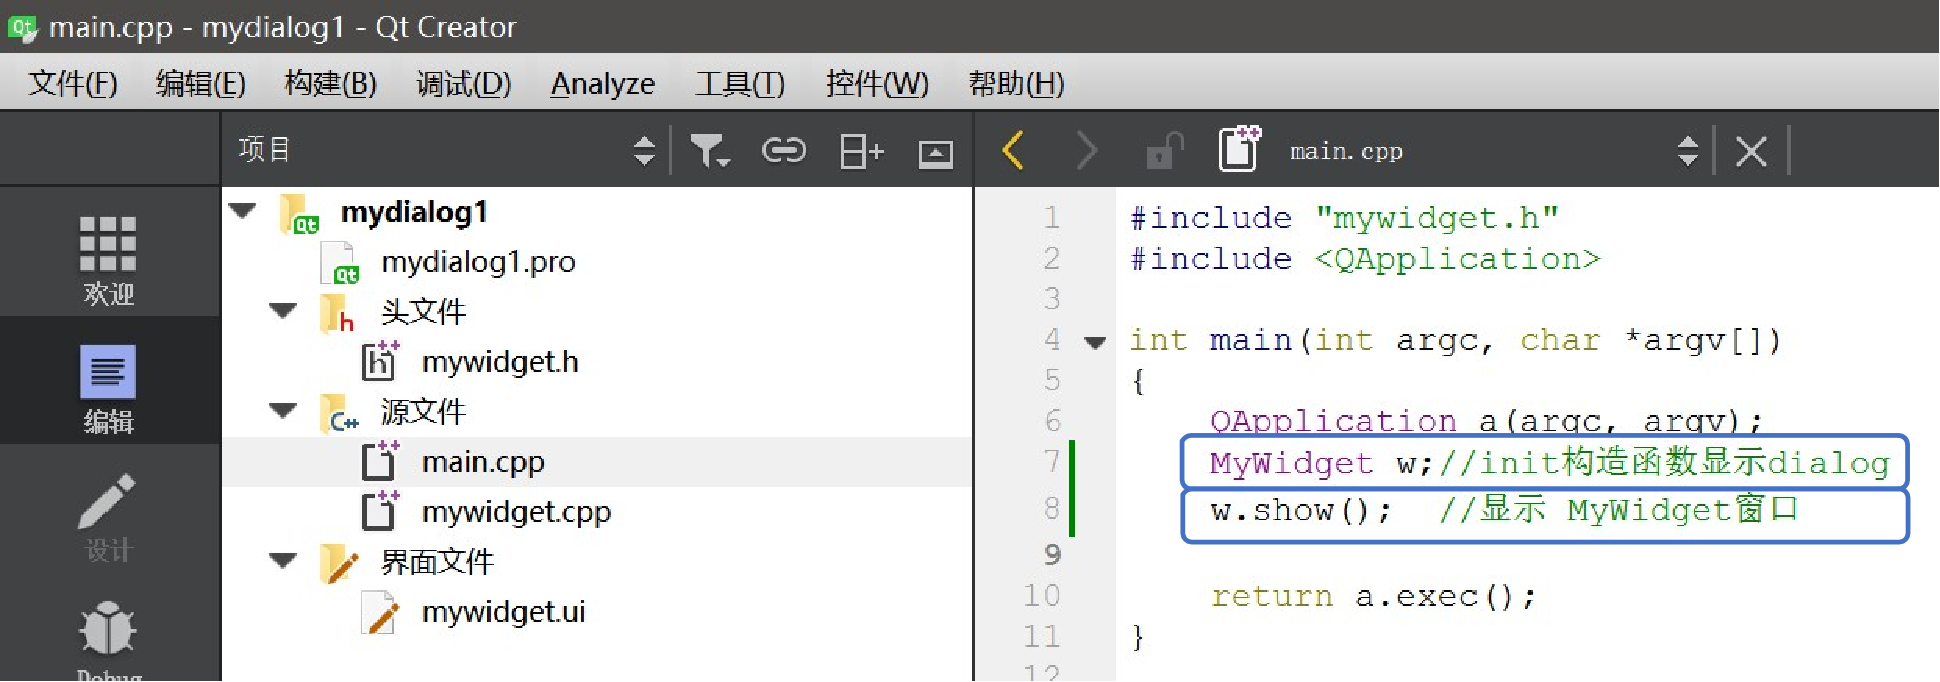 main.cpp - mydialog1 - Qt Creator
文件(F) 编辑(E) 构建(B) 调试(D) Analyze 工具(T) 控件(W) 帮助(H)
项目
main.cpp
欢迎
编辑
设计
Debug
mydialog1
mydialog1.pro
头文件
mywidget.h
源文件
main.cpp
mywidget.cpp
界面文件
mywidget.ui
1 #include "mywidget.h"
2 #include <QApplication>
3
4 int main(int argc, char *argv[])
5 {
6 QApplication a(argc, argv);
7 MyWidget w;//init构造函数显示dialog
8 w.show(); //显示 MyWidget窗口
9
10 return a.exec();
11 }
12